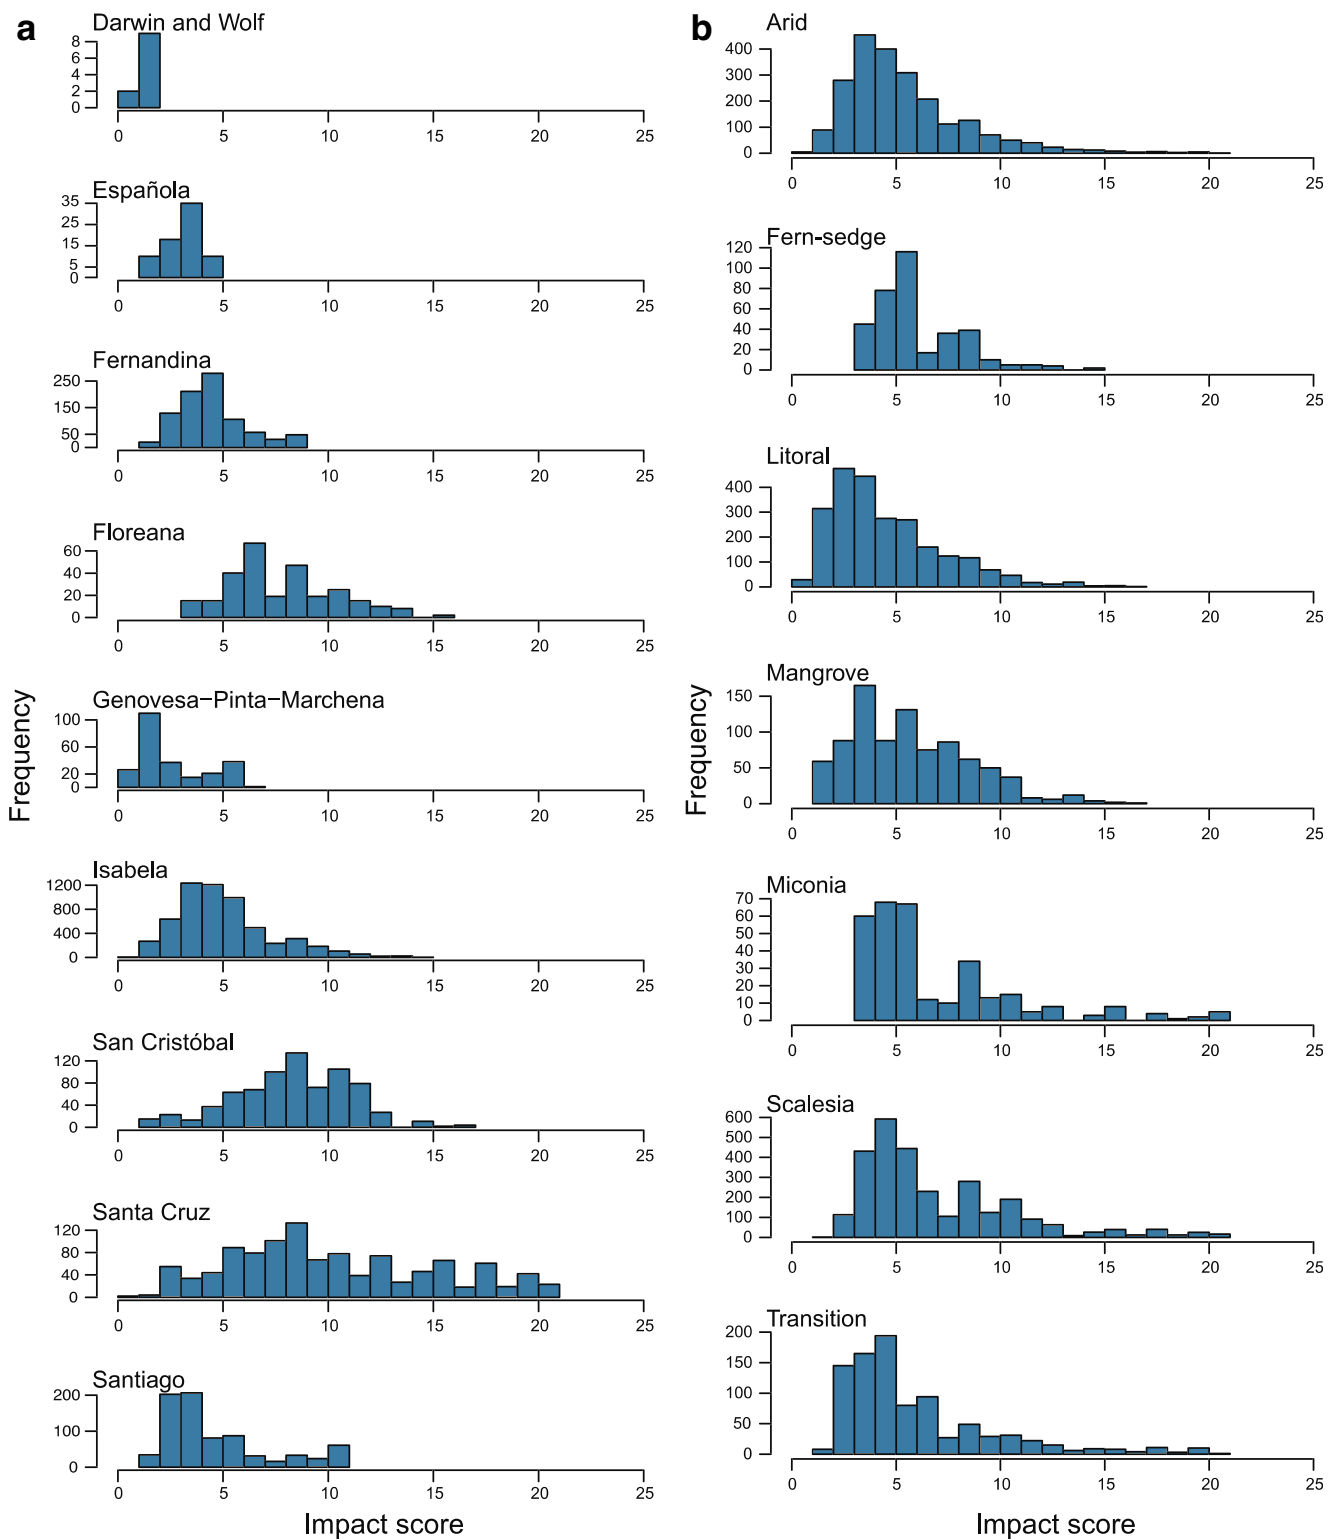 a
Darwin and Wolf
8
6
4
2
0
0 5 10 15 20 25
Española
35
25
15
5
0
0 5 10 15 20 25
Fernandina
250
150
50
0
0 5 10 15 20 25
Floreana
60
40
20
0
0 5 10 15 20 25
Genovesa−Pinta−Marchena
100
60
20
0
0 5 10 15 20 25
Isabela
1200
800
400
0
0 5 10 15 20 25
San Cristóbal
120
80
40
0
0 5 10 15 20 25
Santa Cruz
120
80
40
0
0 5 10 15 20 25
Santiago
200
100
0
0 5 10 15 20 25
Frequency
Impact score
b
Arid
400
300
200
100
0
0 5 10 15 20 25
Fern-sedge
120
100
80
60
40
20
0
0 5 10 15 20 25
Litoral
400
300
200
100
0
0 5 10 15 20 25
Mangrove
150
100
50
0
0 5 10 15 20 25
Miconia
70
60
50
40
30
20
10
0
0 5 10 15 20 25
Scalesia
600
500
400
300
200
100
0
0 5 10 15 20 25
Transition
200
150
100
50
0
0 5 10 15 20 25
Frequency
Impact score